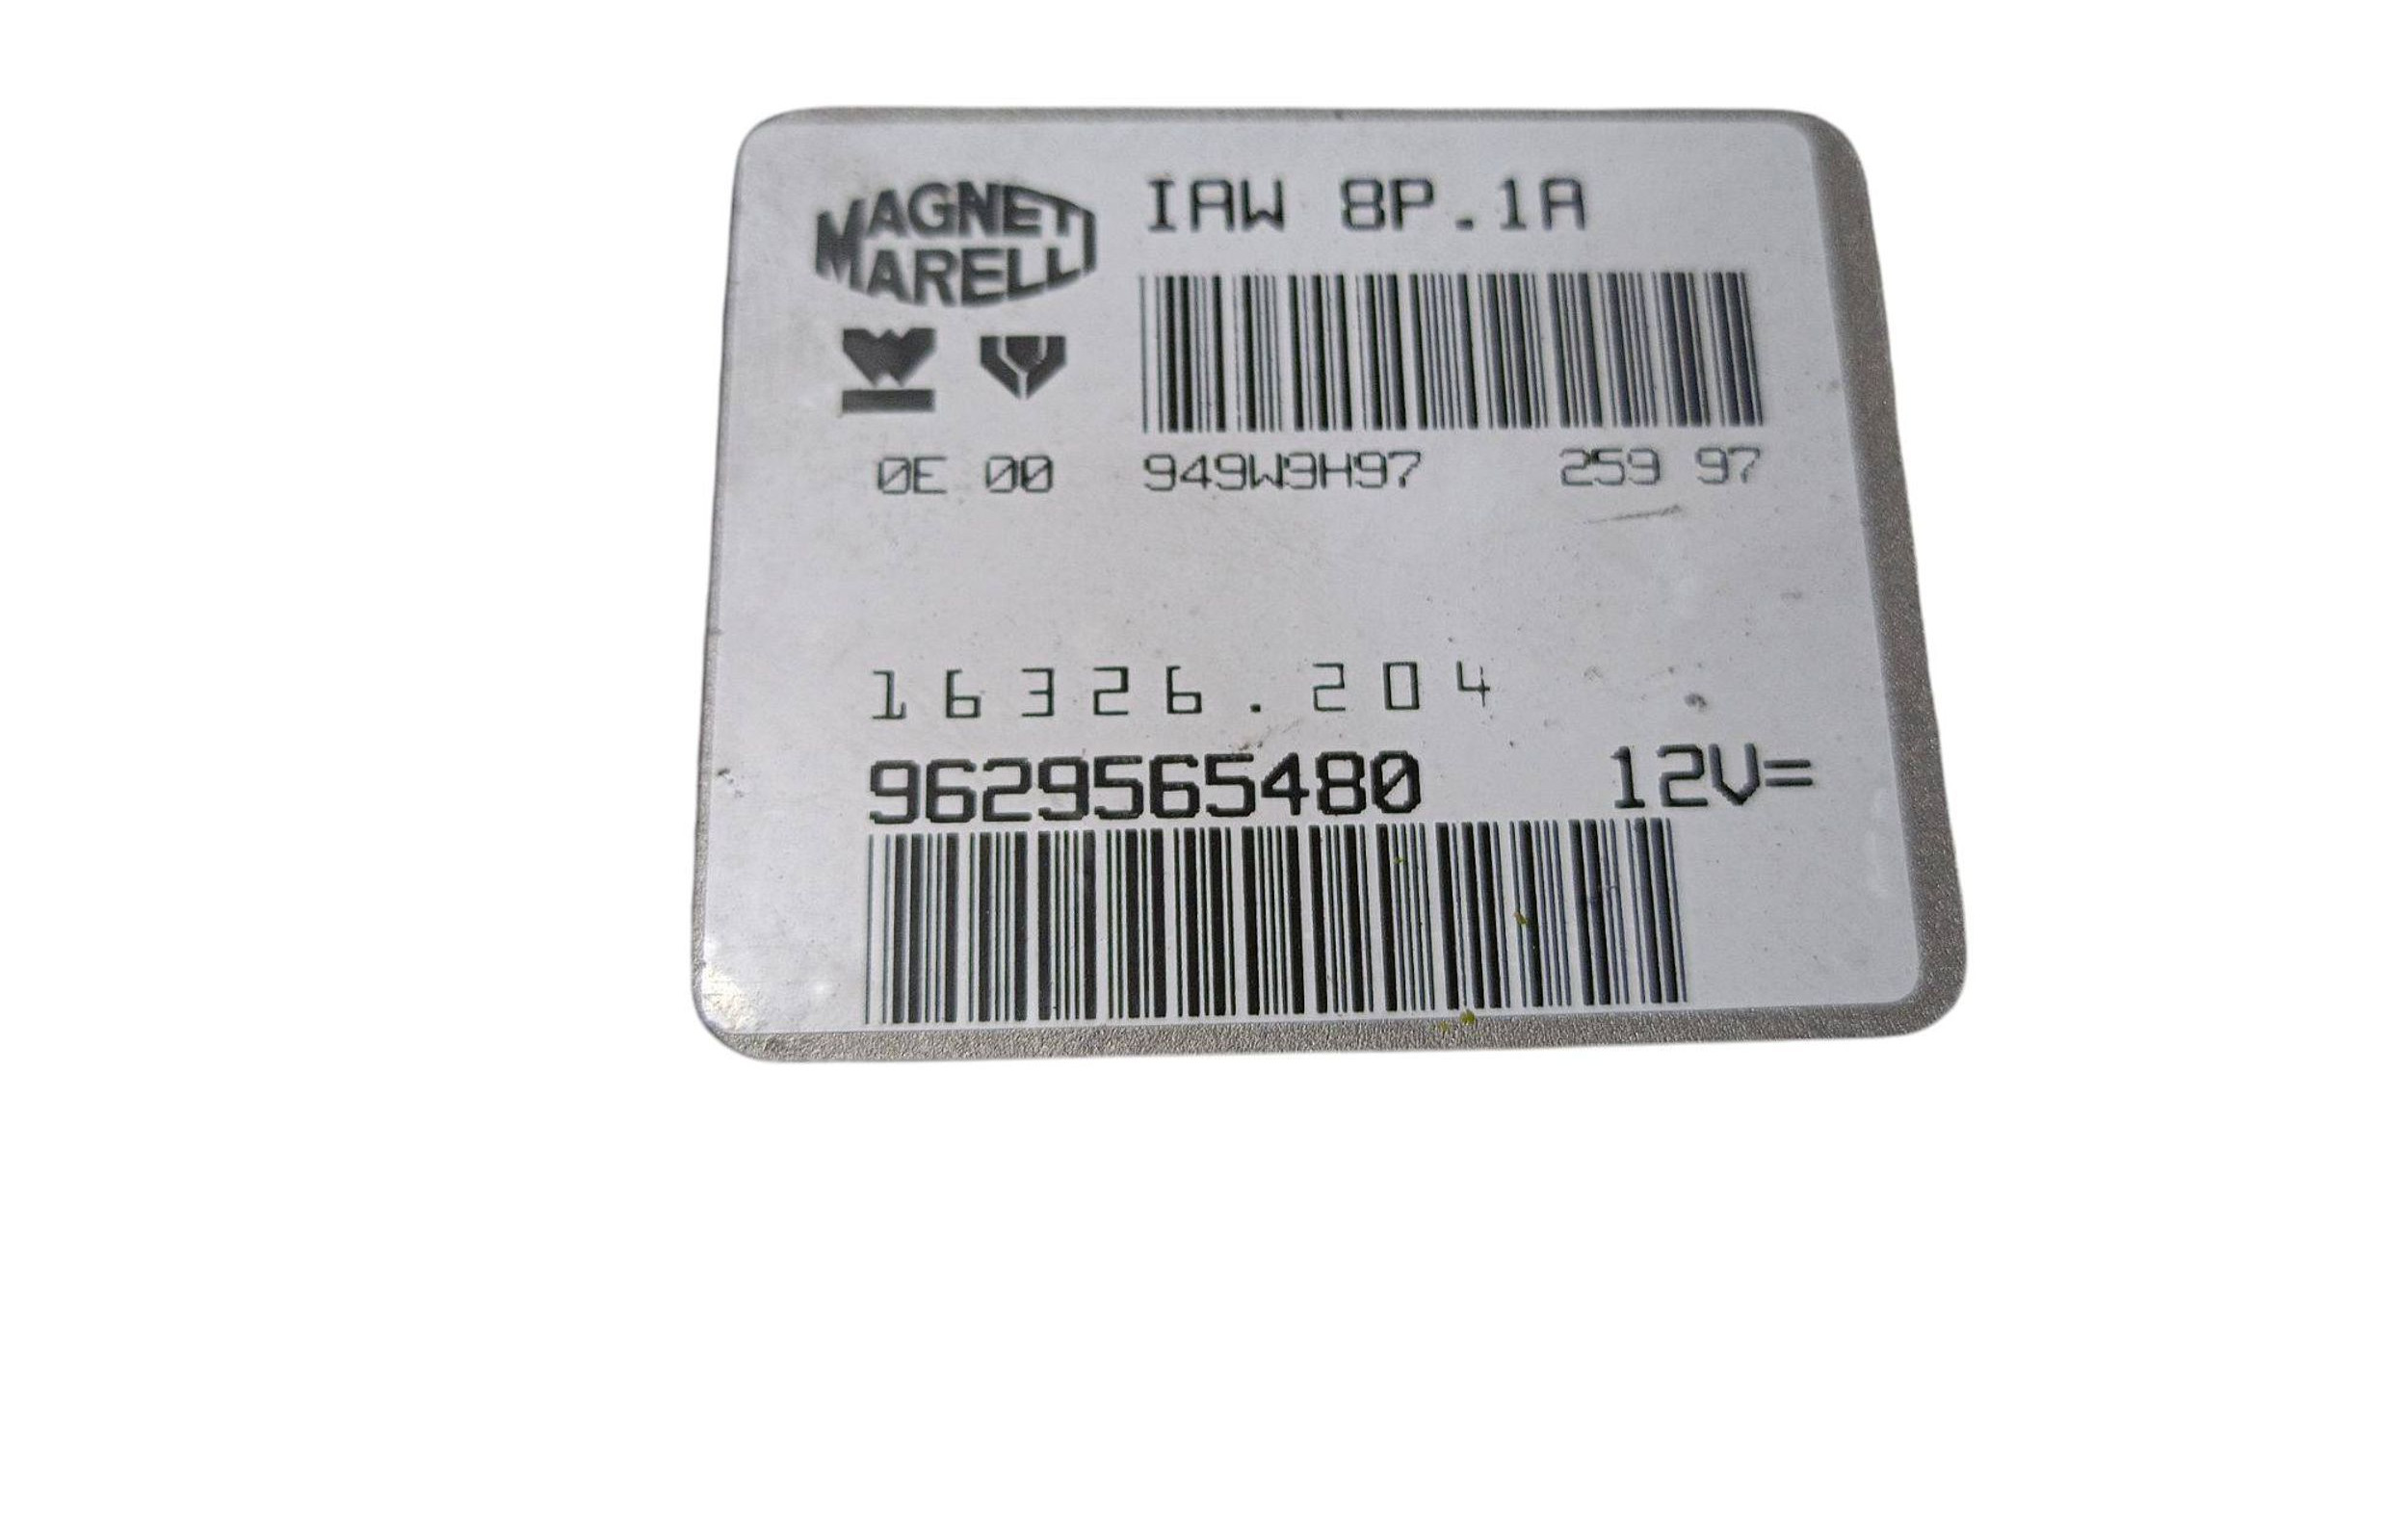 MAGNETI MARELLI
IAW 8P.1A
0E 00 949W9H97 259 97
16326.204
9629565480 12V=